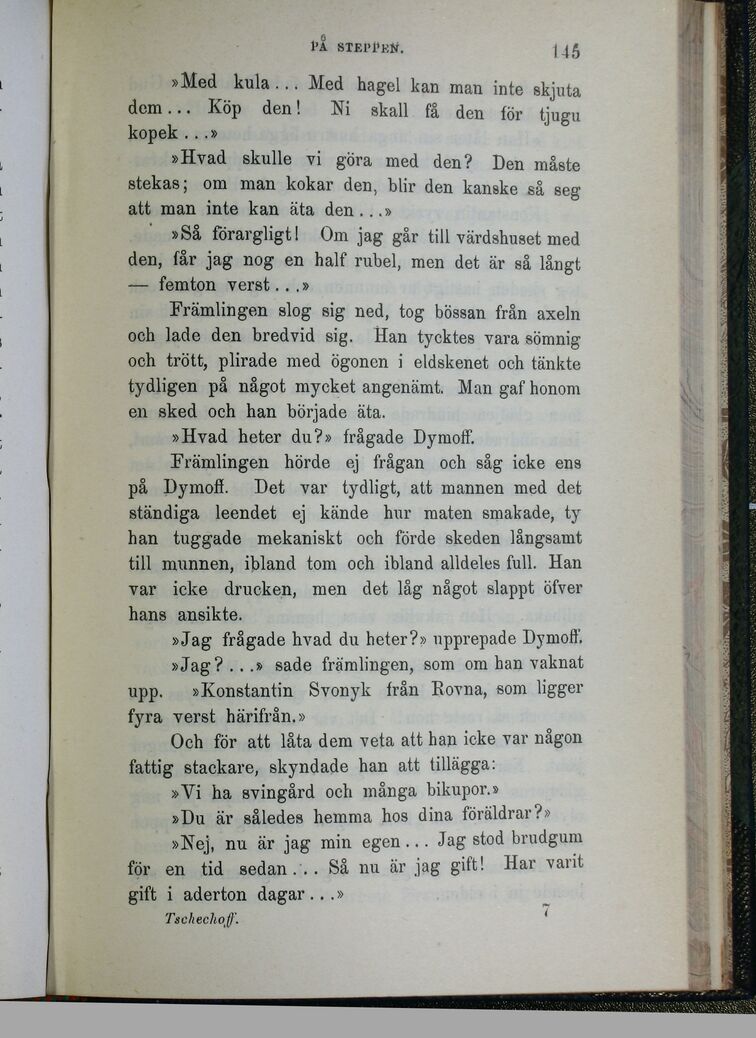 PÅ STEPPEN. 145
»Med kula... Med hagel kan man inte skjuta
dem... Köp den! Ni skall få den för tjugu
kopek...»
»Hvad skulle vi göra med den? Den måste
stekas; om man kokar den, blir den kanske så seg
att man inte kan äta den...»
»Så förargligt! Om jag går till värdshuset med
den, får jag nog en half rubel, men det är så långt
— femton verst...»
Främlingen slog sig ned, tog bössan från axeln
och lade den bredvid sig. Han tycktes vara sömnig
och trött, plirade med ögonen i eldskenet och tänkte
tydligen på något mycket angenämt. Man gaf honom
en sked och han började äta.
»Hvad heter du?» frågade Dymoff.
Främlingen hörde ej frågan och såg icke ens
på Dymoff. Det var tydligt, att mannen med det
ständiga leendet ej kände hur maten smakade, ty
han tuggade mekaniskt och förde skeden långsamt
till munnen, ibland tom och ibland alldeles full. Han
var icke drucken, men det låg något slappt öfver
hans ansikte.
»Jag frågade hvad du heter?» upprepade Dymoff.
»Jag?...» sade främlingen, som om han vaknat
upp. »Konstantin Svonyk från Rovna, som ligger
fyra verst härifrån.»
Och för att låta dem veta att han icke var någon
fattig stackare, skyndade han att tillägga:
»Vi ha svingård och många bikupor.»
»Du är således hemma hos dina föräldrar?»
»Nej, nu är jag min egen... Jag stod brudgum
för en tid sedan... Så nu är jag gift! Har varit
gift i aderton dagar...»
Tschechoff. 7